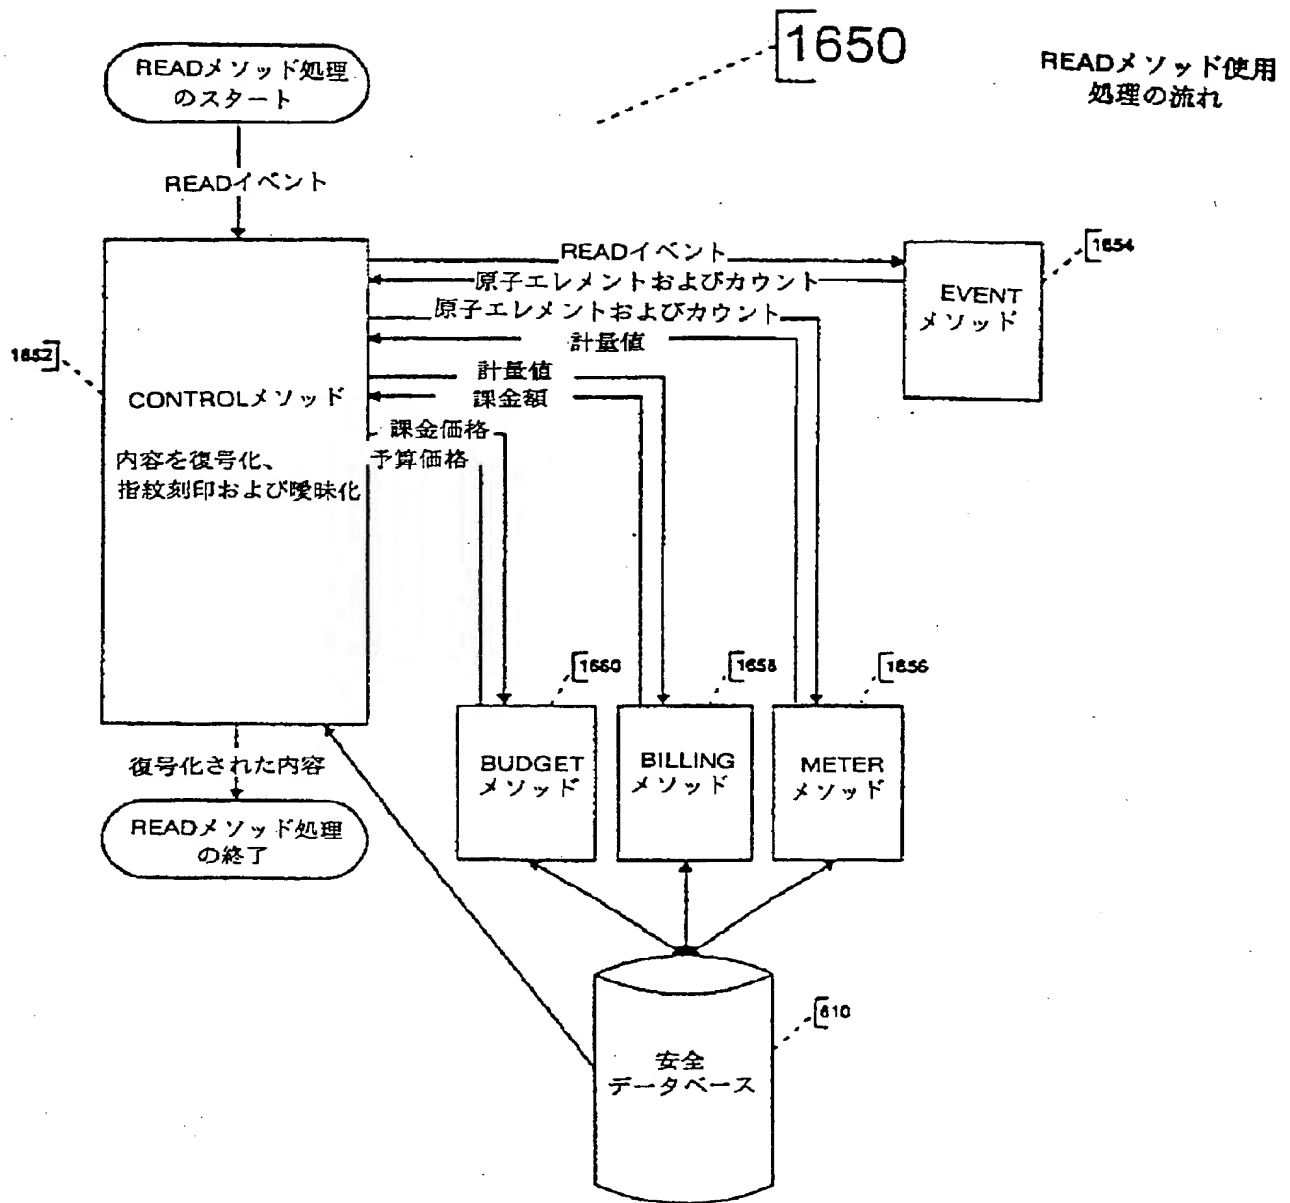 1650
READメソッド使用
処理の流れ
READメソッド処理
のスタート
READイベント
READイベント
原子エレメントおよびカウント
原子エレメントおよびカウント
計量値
計量値
課金額
課金価格
予算価格
1652
CONTROLメソッド
内容を復号化、
指紋刻印および曖昧化
1654
EVENT
メソッド
1660
1658
1656
BUDGET
メソッド
BILLING
メソッド
METER
メソッド
復号化された内容
READメソッド処理
の終了
610
安全
データベース